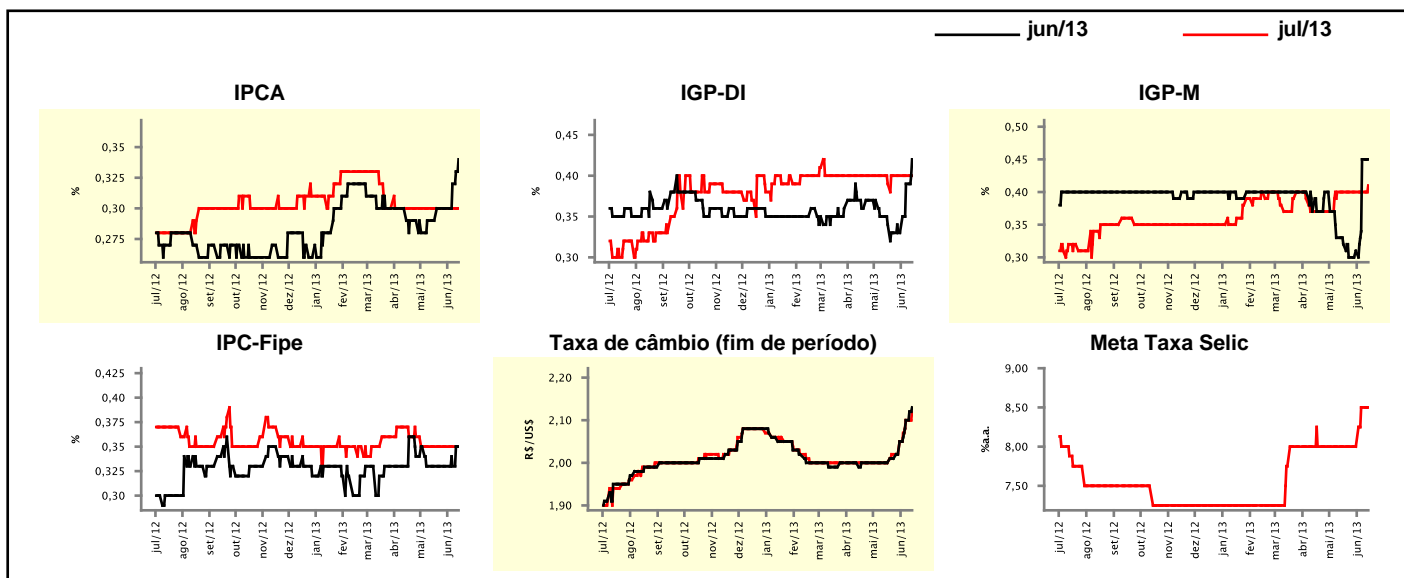 jun/13 jul/13
IPCA
%
0,35
0,325
0,30
0,275
jul/12 ago/12 set/12 out/12 nov/12 dez/12 jan/13 fev/13 mar/13 abr/13 mai/13 jun/13
IGP-DI
%
0,45
0,40
0,35
0,30
jul/12 ago/12 set/12 out/12 nov/12 dez/12 jan/13 fev/13 mar/13 abr/13 mai/13 jun/13
IGP-M
%
0,50
0,45
0,40
0,35
0,30
jul/12 ago/12 set/12 out/12 nov/12 dez/12 jan/13 fev/13 mar/13 abr/13 mai/13 jun/13
IPC-Fipe
%
0,425
0,40
0,375
0,35
0,325
0,30
jul/12 ago/12 set/12 out/12 nov/12 dez/12 jan/13 fev/13 mar/13 abr/13 mai/13 jun/13
Taxa de câmbio (fim de período)
R$/US$
2,20
2,10
2,00
1,90
jul/12 ago/12 set/12 out/12 nov/12 dez/12 jan/13 fev/13 mar/13 abr/13 mai/13 jun/13
Meta Taxa Selic
%a.a.
9,00
8,50
8,00
7,50
jul/12 ago/12 set/12 out/12 nov/12 dez/12 jan/13 fev/13 mar/13 abr/13 mai/13 jun/13